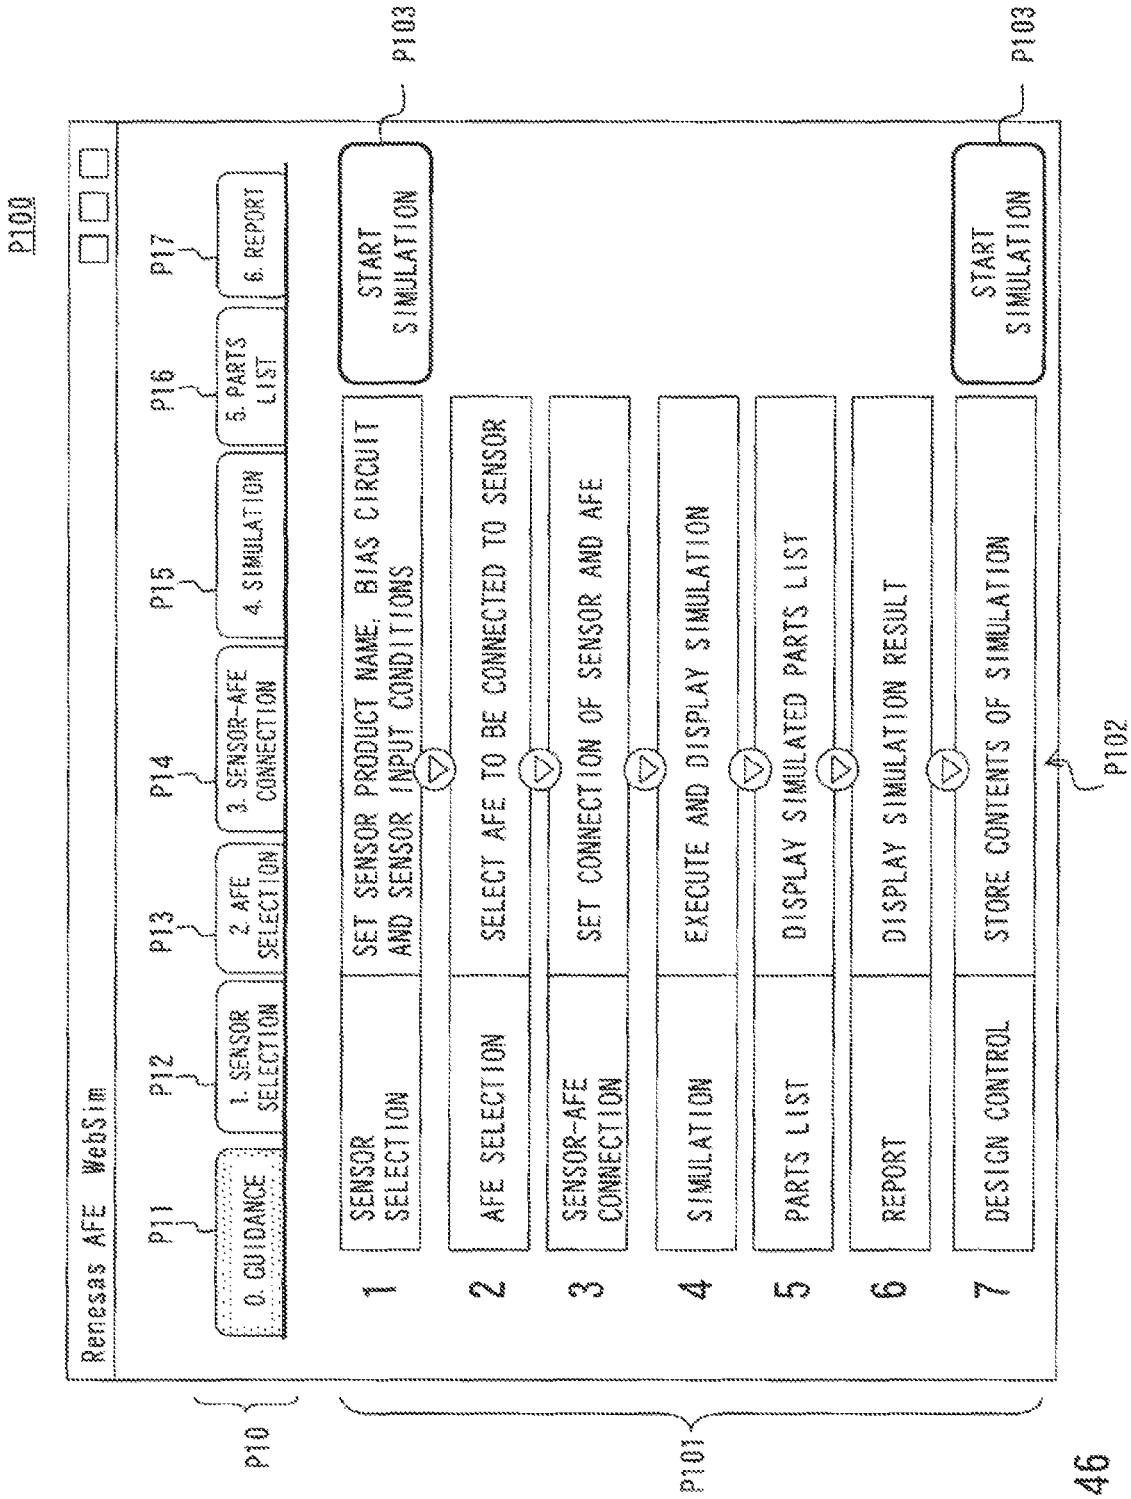 P100
Renesas AFE WebSim
P10
P11
P12
P13
P14
P15
P16
P17
0. GUIDANCE
1. SENSOR
SELECTION
2. AFE
SELECTION
3. SENSOR-AFE
CONNECTION
4. SIMULATION
5. PARTS
LIST
6. REPORT
P101
1
SENSOR
SELECTION
SET SENSOR PRODUCT NAME, BIAS CIRCUIT
AND SENSOR INPUT CONDITIONS
START
SIMULATION
P103
2
AFE SELECTION
SELECT AFE TO BE CONNECTED TO SENSOR
3
SENSOR-AFE
CONNECTION
SET CONNECTION OF SENSOR AND AFE
4
SIMULATION
EXECUTE AND DISPLAY SIMULATION
5
PARTS LIST
DISPLAY SIMULATED PARTS LIST
6
REPORT
DISPLAY SIMULATION RESULT
7
DESIGN CONTROL
STORE CONTENTS OF SIMULATION
START
SIMULATION
P103
P102
46